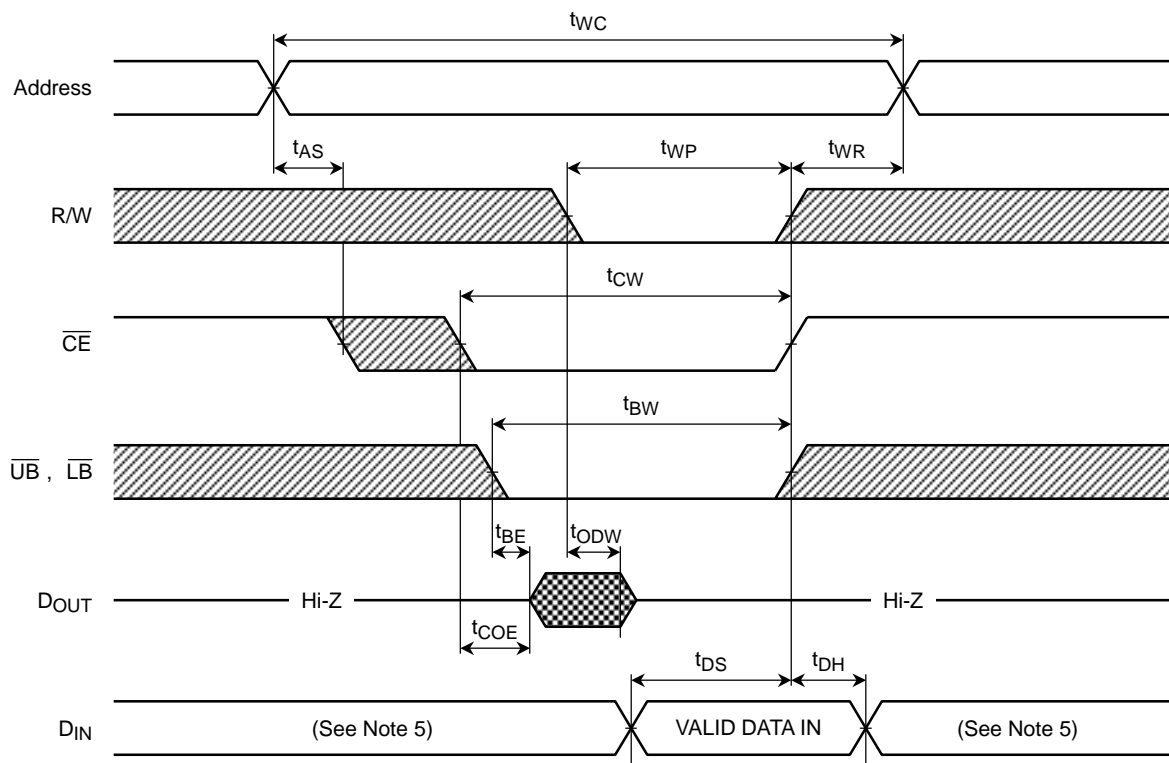 tWC
Address
tAS
tWP
tWR
R/W
tCW
CE
tBW
UB , LB
tBE
tODW
DOUT
Hi-Z
Hi-Z
tCOE
tDS
tDH
DIN
(See Note 5)
VALID DATA IN
(See Note 5)